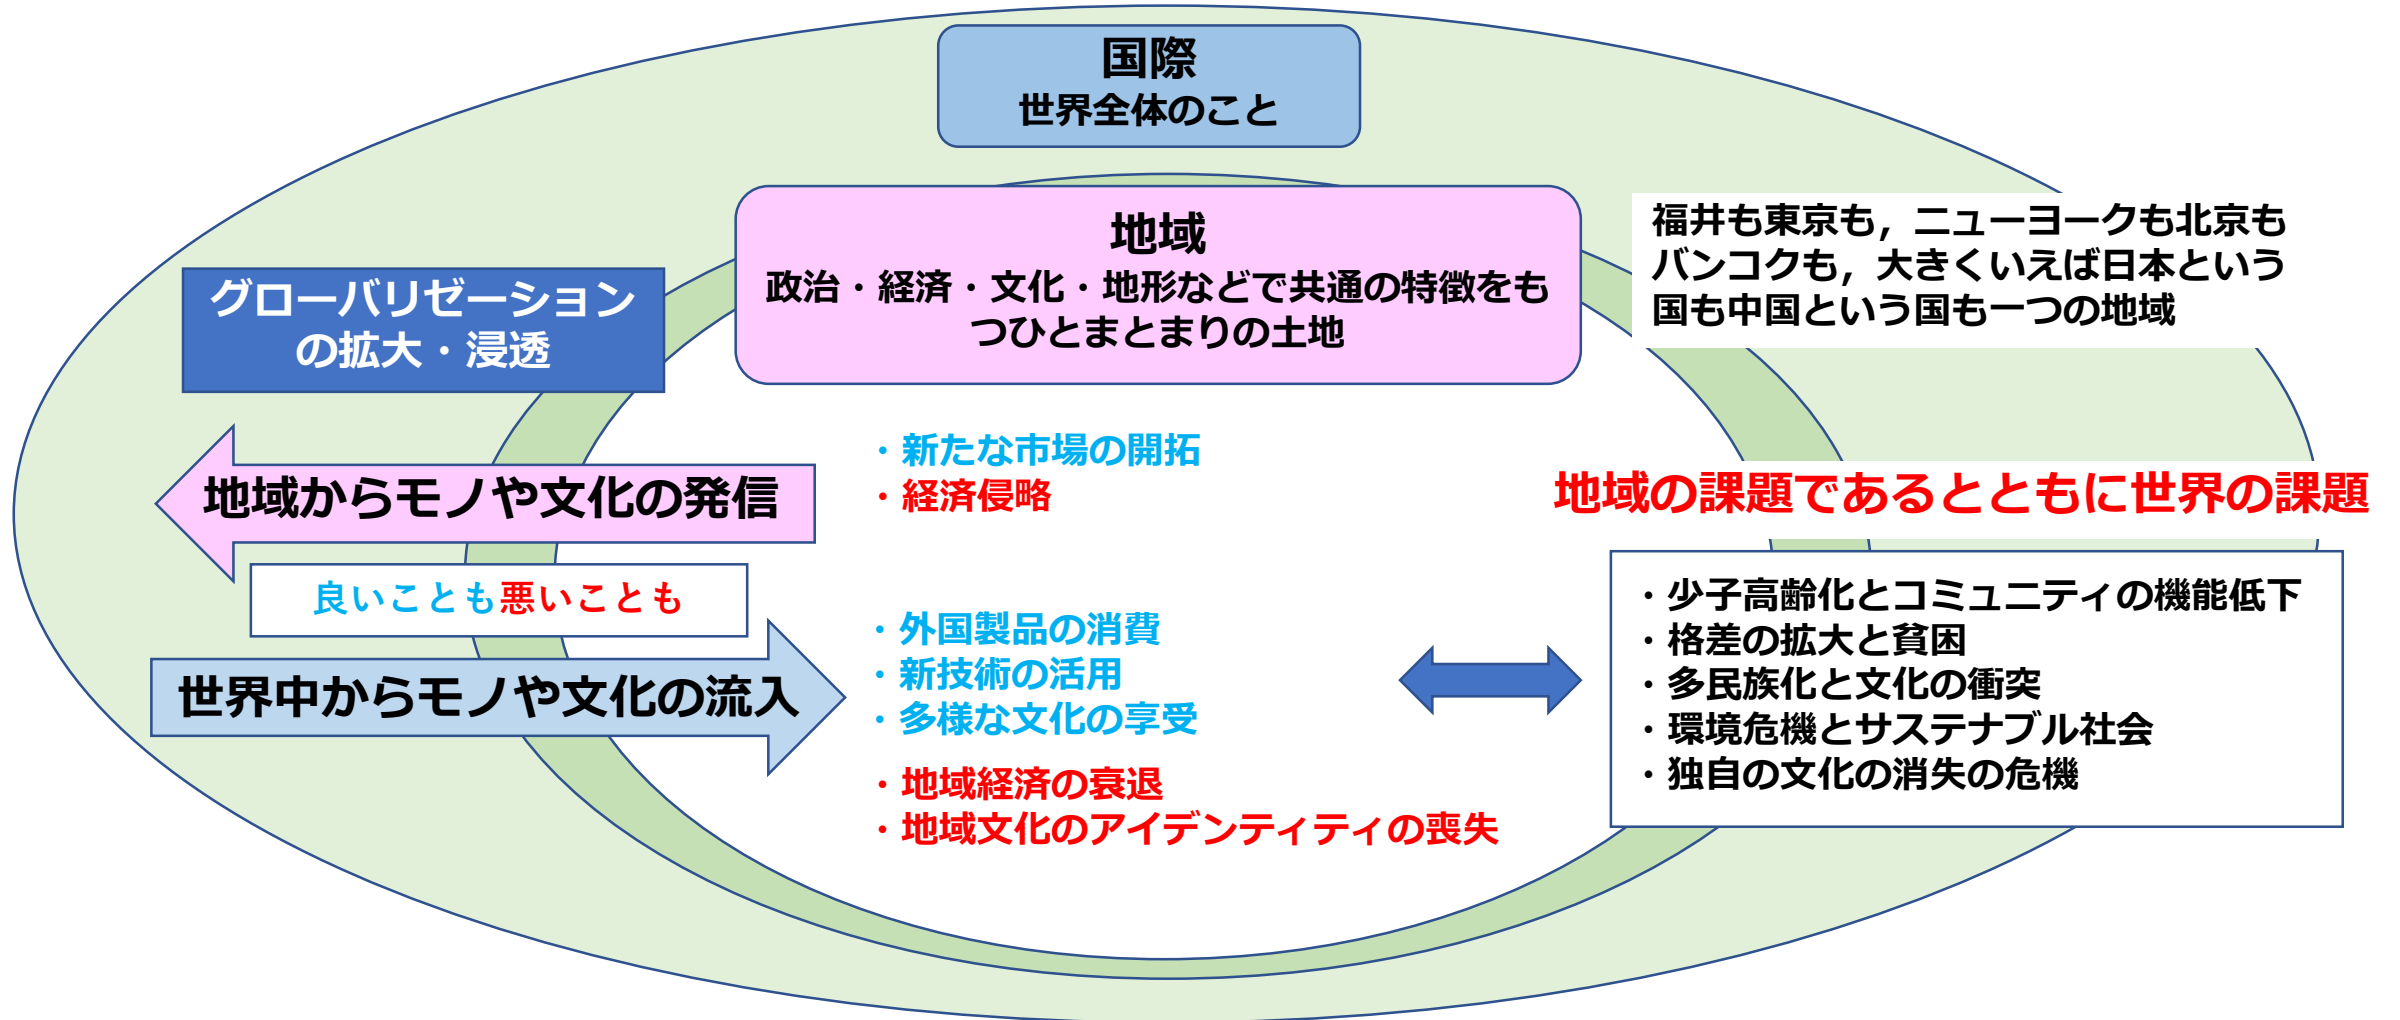 国際
世界全体のこと
地域
政治・経済・文化・地形などで共通の特徴をも
つひとまとまりの土地
福井も東京も，ニューヨークも北京も
バンコクも，大きくいえば日本という
国も中国という国も一つの地域
グローバリゼーション
の拡大・浸透
地域からモノや文化の発信
・新たな市場の開拓
・経済侵略
良いことも悪いことも
世界中からモノや文化の流入
・外国製品の消費
・新技術の活用
・多様な文化の享受
・地域経済の衰退
・地域文化のアイデンティティの喪失
地域の課題であるとともに世界の課題
・少子高齢化とコミュニティの機能低下
・格差の拡大と貧困
・多民族化と文化の衝突
・環境危機とサステナブル社会
・独自の文化の消失の危機